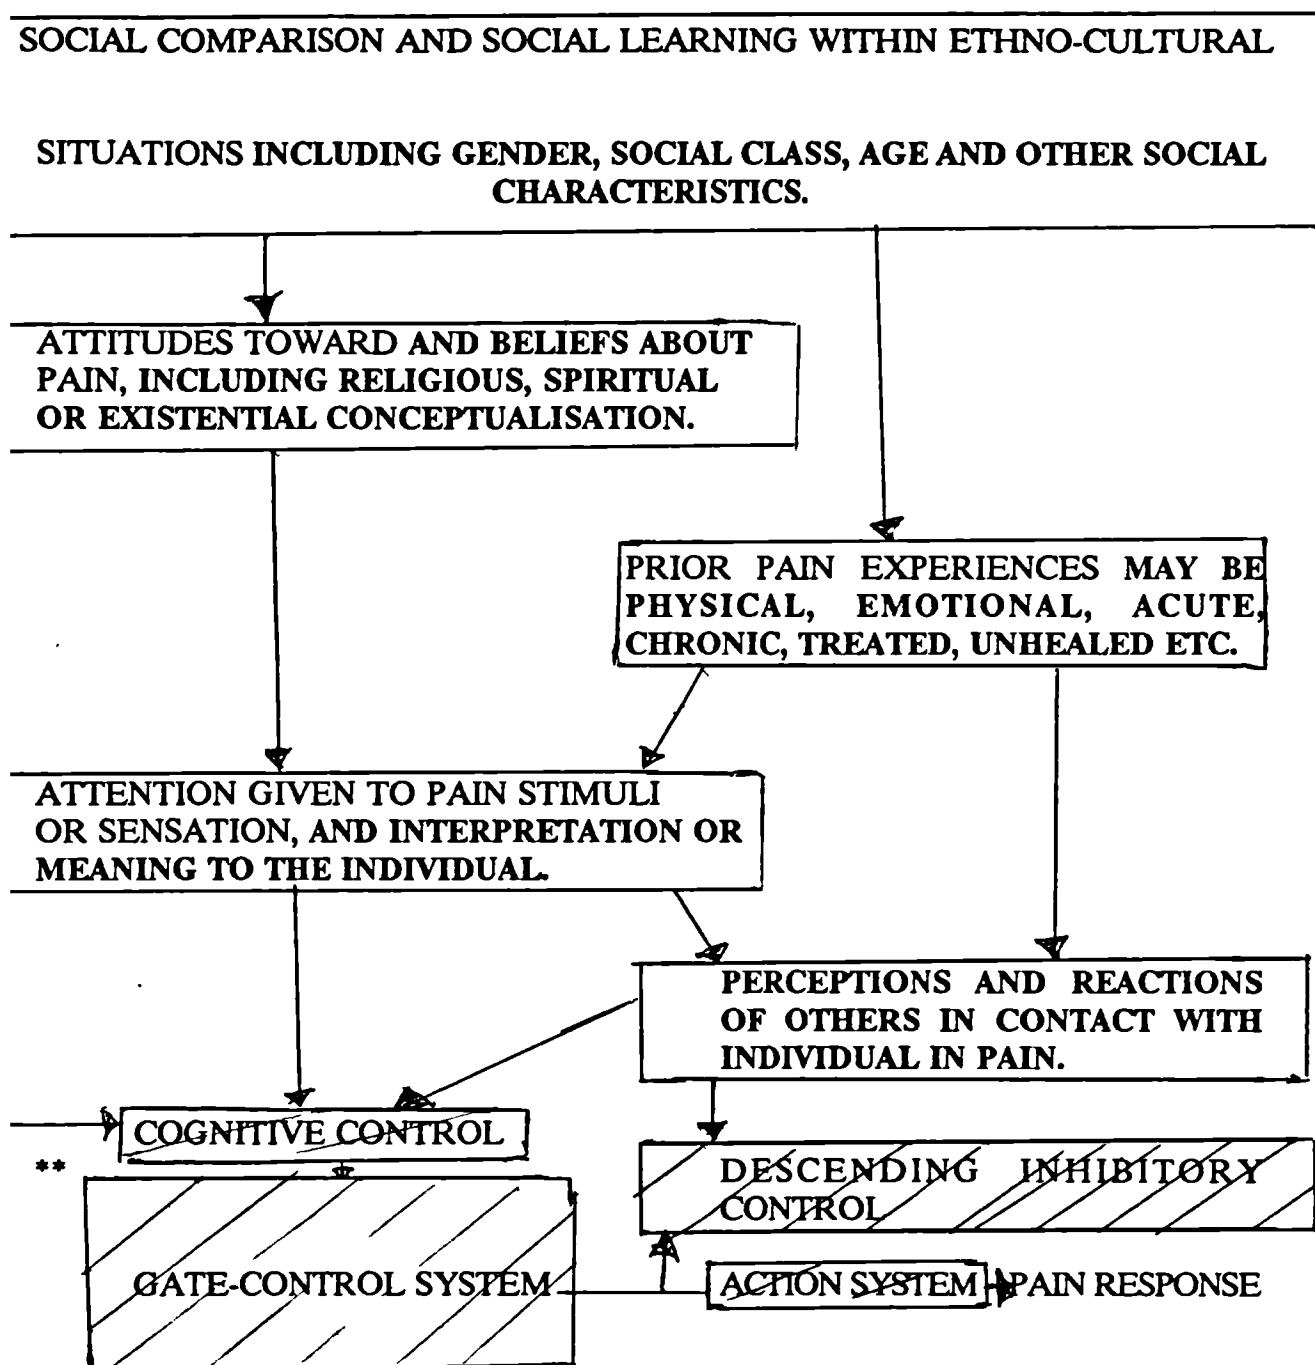 SOCIAL COMPARISON AND SOCIAL LEARNING WITHIN ETHNO-CULTURAL
SITUATIONS INCLUDING GENDER, SOCIAL CLASS, AGE AND OTHER SOCIAL
CHARACTERISTICS.
ATTITUDES TOWARD AND BELIEFS ABOUT
PAIN, INCLUDING RELIGIOUS, SPIRITUAL
OR EXISTENTIAL CONCEPTUALISATION.
PRIOR PAIN EXPERIENCES MAY BE
PHYSICAL, EMOTIONAL, ACUTE,
CHRONIC, TREATED, UNHEALED ETC.
ATTENTION GIVEN TO PAIN STIMULI
OR SENSATION, AND INTERPRETATION OR
MEANING TO THE INDIVIDUAL.
PERCEPTIONS AND REACTIONS
OF OTHERS IN CONTACT WITH
INDIVIDUAL IN PAIN.
COGNITIVE CONTROL
**
DESCENDING INHIBITORY
CONTROL
GATE-CONTROL SYSTEM
ACTION SYSTEM
PAIN RESPONSE